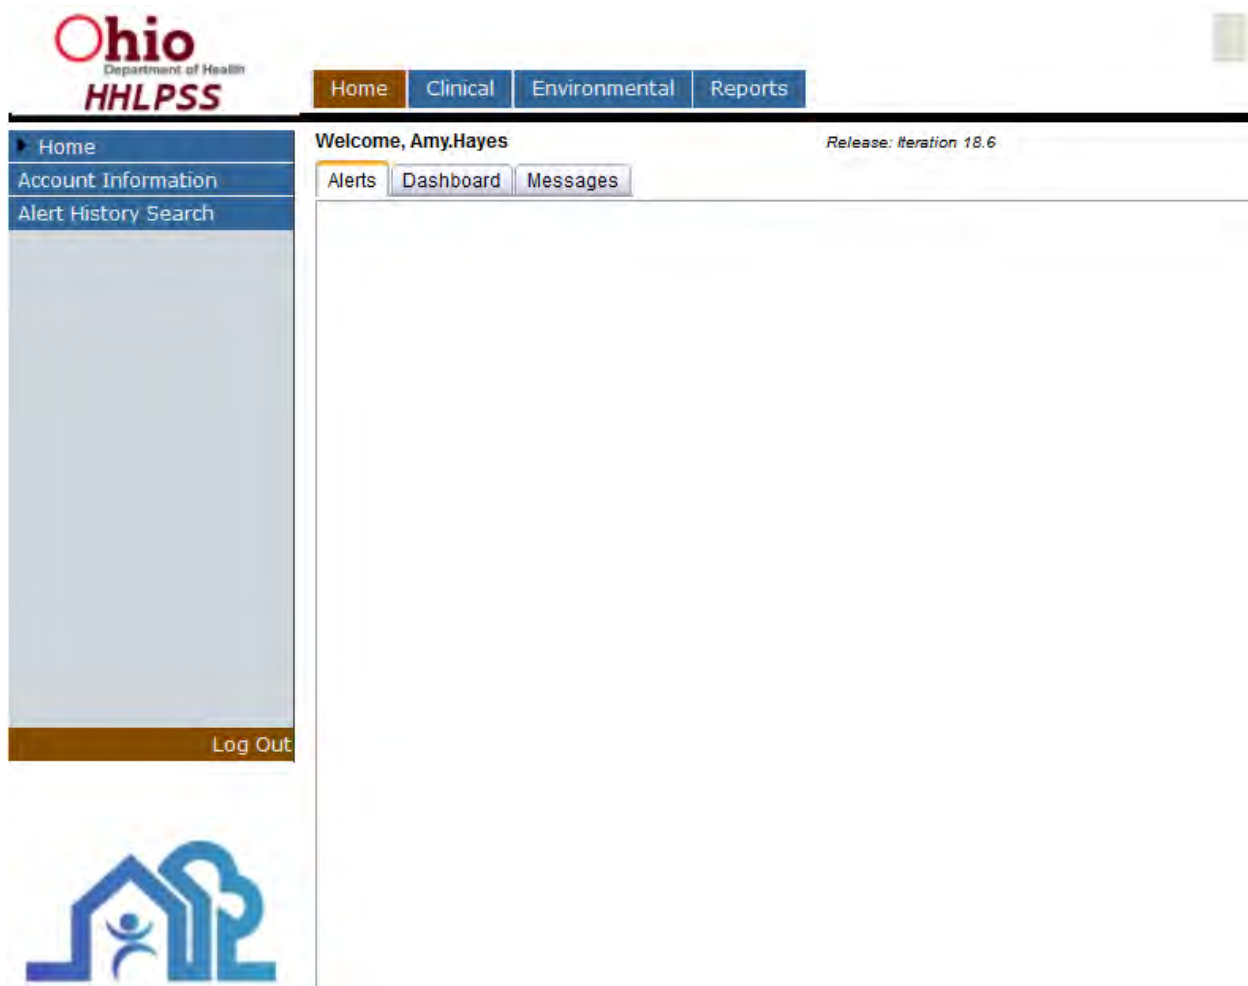 Ohio
Department of Health
HHLPSS
Home Clinical Environmental Reports
Home
Account Information
Alert History Search
Log Out
Welcome, Amy.Hayes Release: Iteration 18.6
Alerts Dashboard Messages